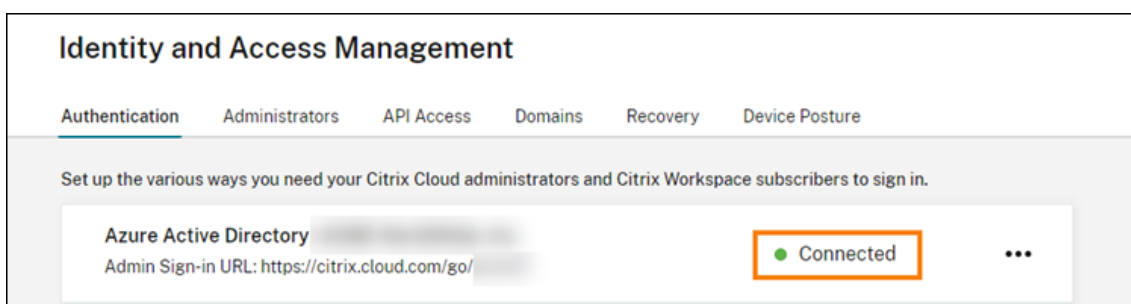 Identity and Access Management
Authentication Administrators API Access Domains Recovery Device Posture
Set up the various ways you need your Citrix Cloud administrators and Citrix Workspace subscribers to sign in.
Azure Active Directory
Connected
•••
Admin Sign-in URL: https://citrix.cloud.com/go/